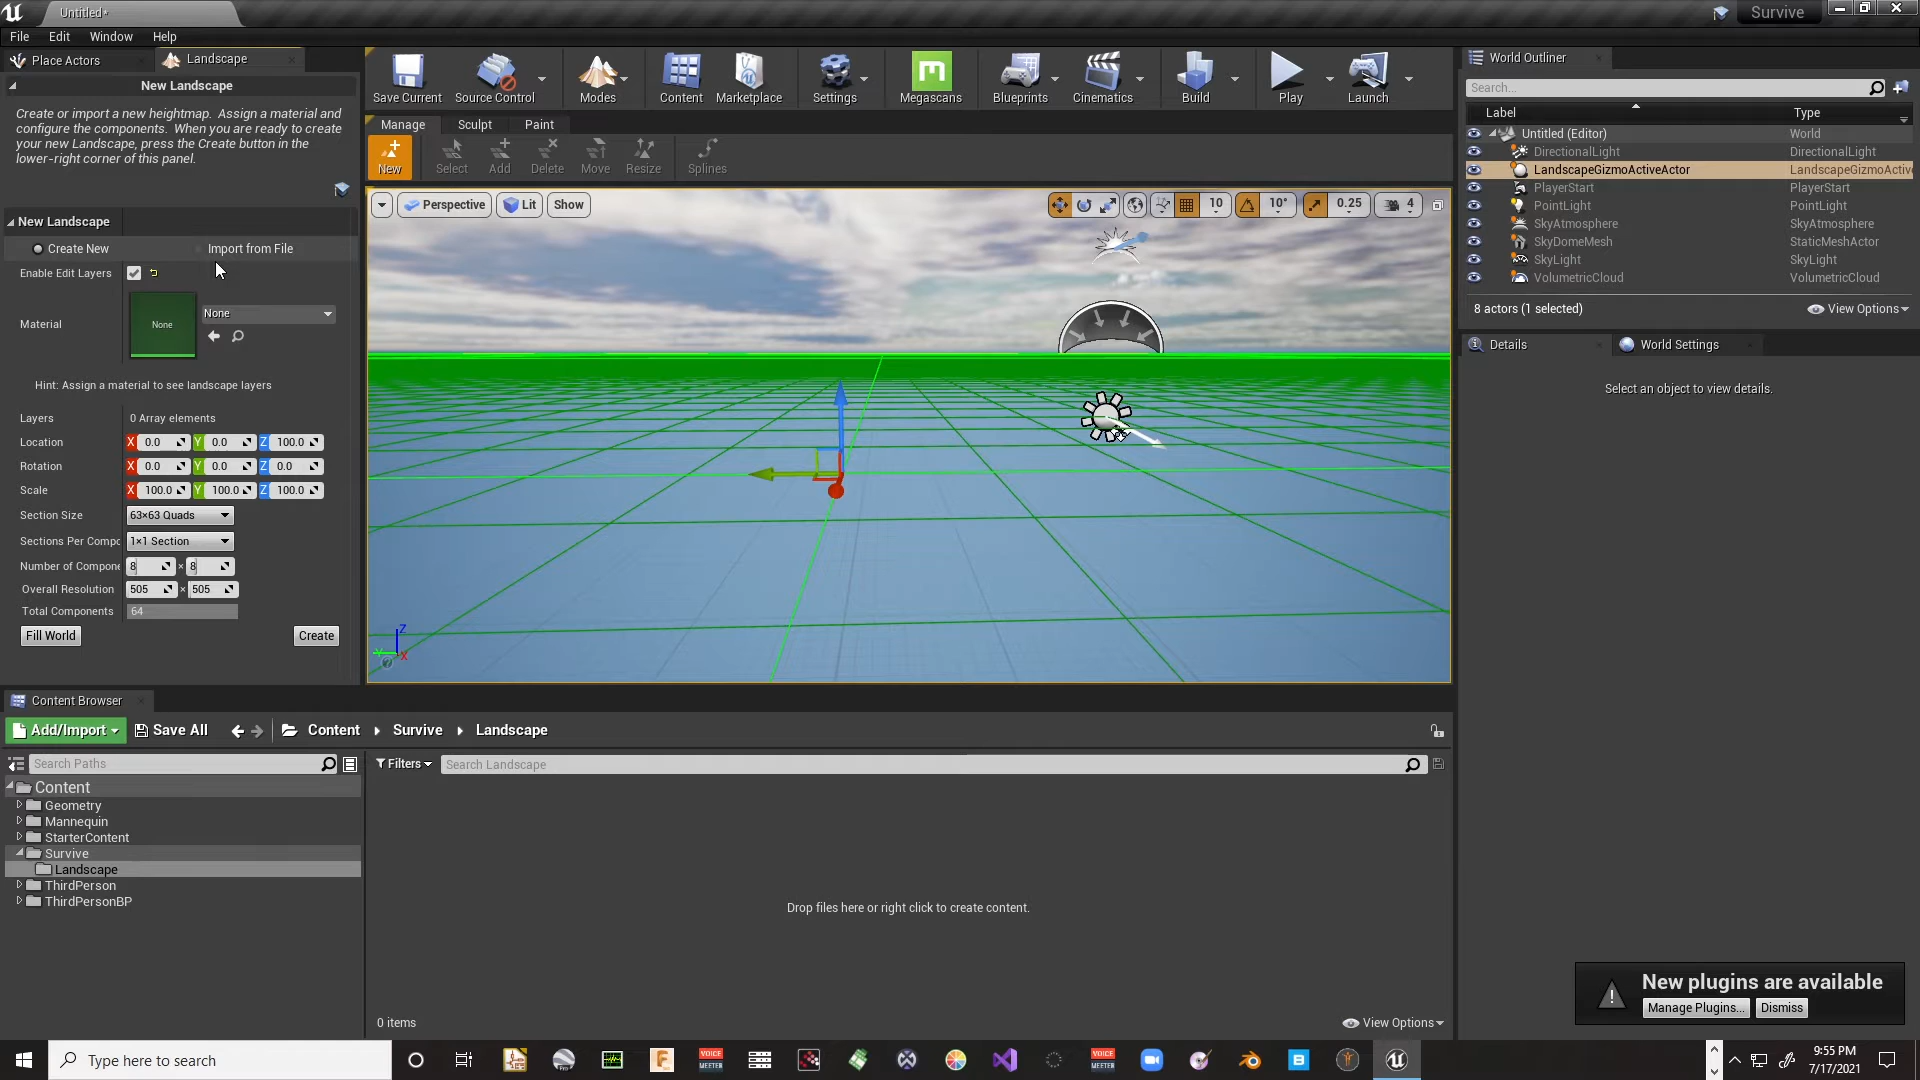 Untitled*
Survive
File Edit Window Help
Place Actors
Landscape
New Landscape
Create or import a new heightmap. Assign a material and
configure the components. When you are ready to create
your new Landscape, press the Create button in the
lower-right corner of this panel.
New Landscape
Create New Import from File
Enable Edit Layers
Material None None
Hint: Assign a material to see landscape layers
Layers 0 Array elements
Location X 0.0 Y 0.0 Z 100.0
Rotation X 0.0 Y 0.0 Z 0.0
Scale X 100.0 Y 100.0 Z 100.0
Section Size 63×63 Quads
Sections Per Compo 1×1 Section
Number of Compone 8 × 8
Overall Resolution 505 × 505
Total Components 64
Fill World Create
Save Current Source Control Modes Content Marketplace Settings Megascans Blueprints Cinematics Build Play Launch
Manage Sculpt Paint
New Select Add Delete Move Resize Splines
Perspective Lit Show 10 10° 0.25 4
Z
Y X
World Outliner
Search...
Label Type
Untitled (Editor) World
DirectionalLight DirectionalLight
LandscapeGizmoActiveActor LandscapeGizmoActiv
PlayerStart PlayerStart
PointLight PointLight
SkyAtmosphere SkyAtmosphere
SkyDomeMesh StaticMeshActor
SkyLight SkyLight
VolumetricCloud VolumetricCloud
8 actors (1 selected) View Options
Details World Settings
Select an object to view details.
Content Browser
Add/Import Save All Content Survive Landscape
Search Paths
Filters Search Landscape
Content
Geometry
Mannequin
StarterContent
Survive
Landscape
ThirdPerson
ThirdPersonBP
Drop files here or right click to create content.
0 items View Options
New plugins are available
Manage Plugins... Dismiss
Type here to search
VOICE MEETER
VOICE MEETER
9:55 PM
7/17/2021